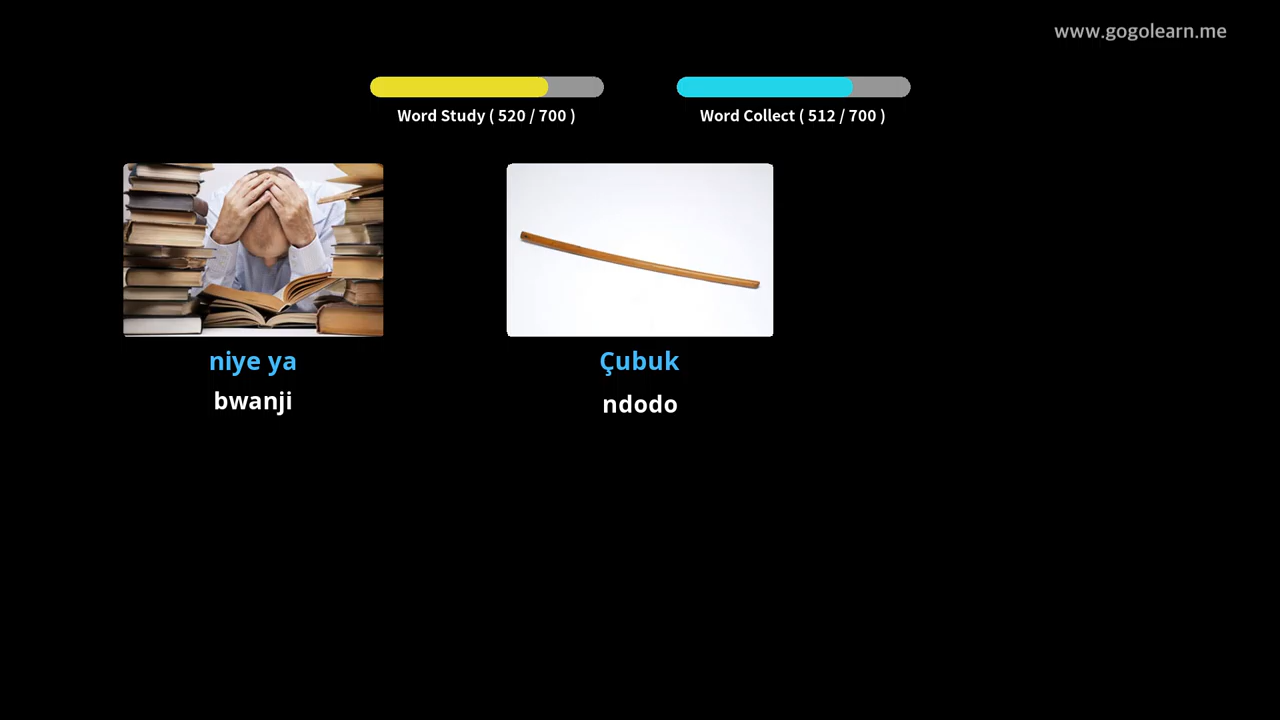 www.gogolearn.me
Word Study ( 520 / 700 )
Word Collect ( 512 / 700 )
niye ya
bwanji
Çubuk
ndodo